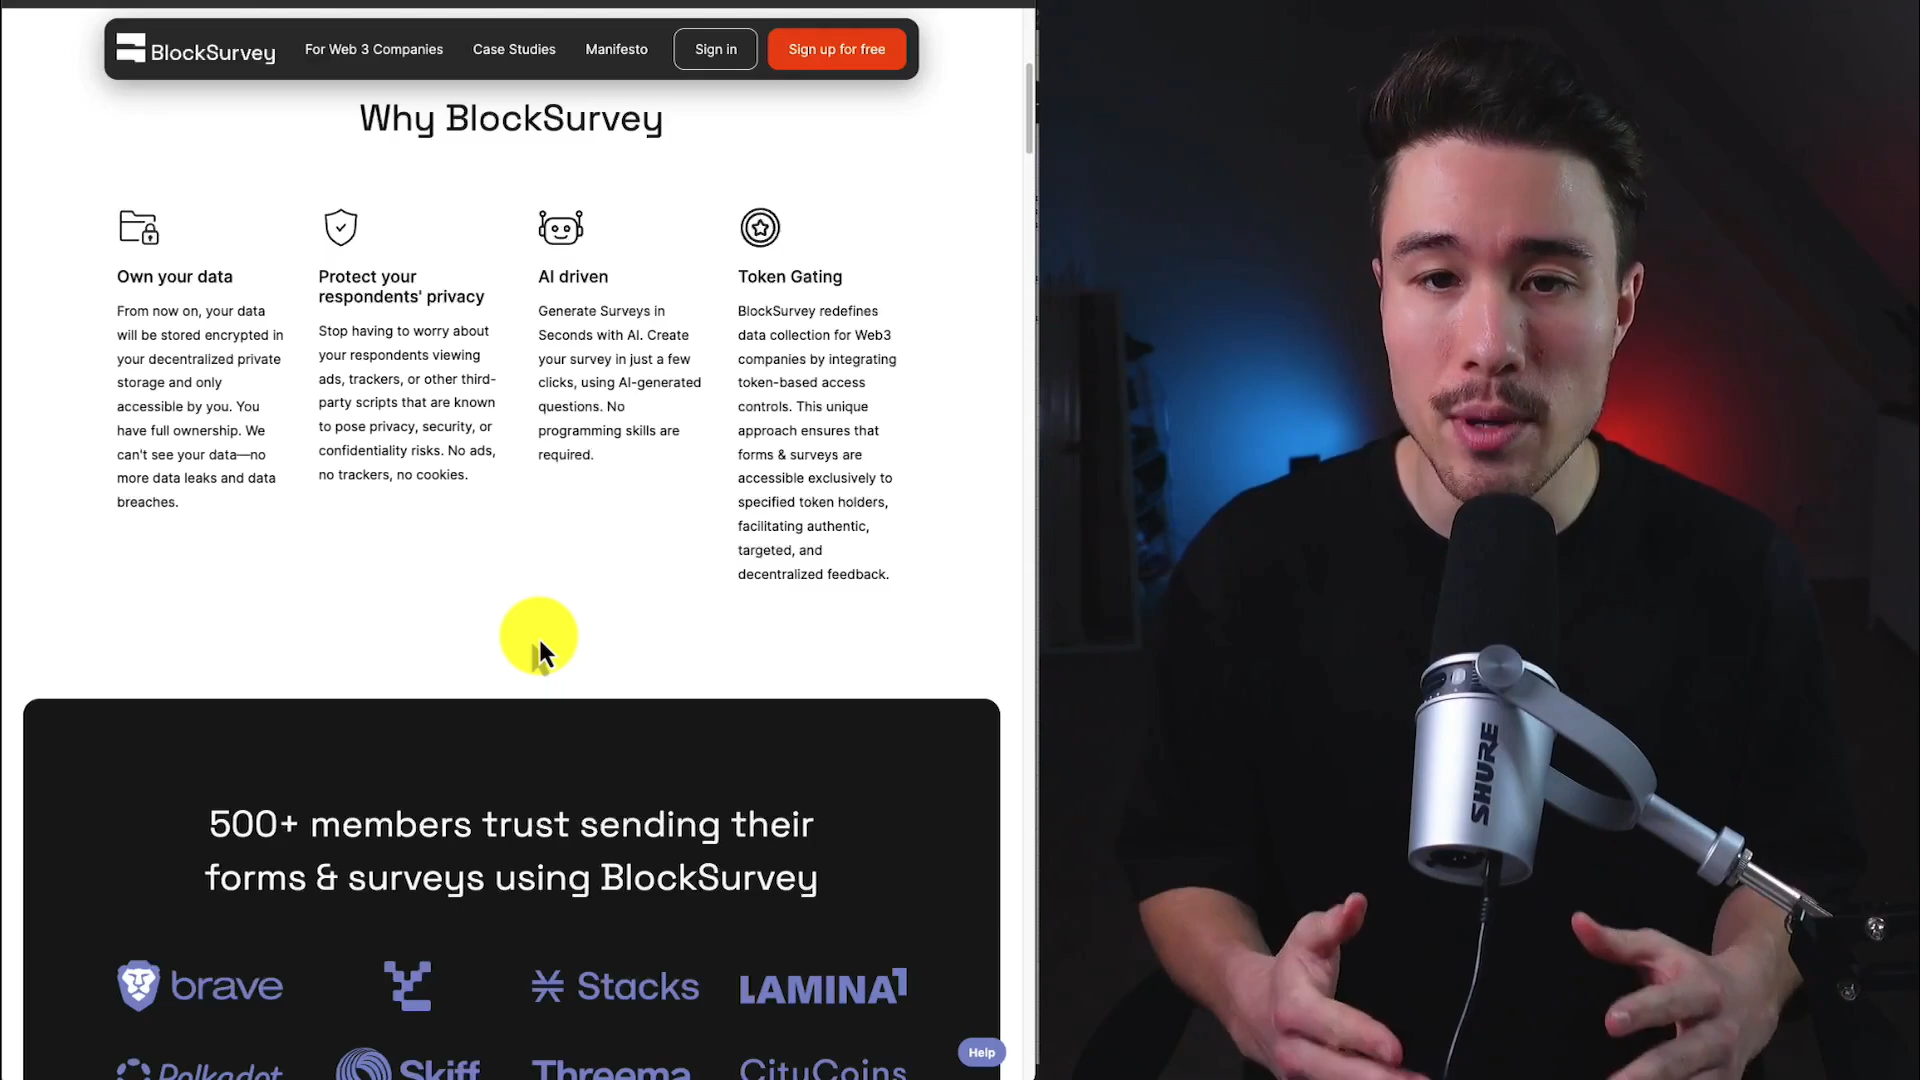 BlockSurvey
For Web 3 Companies
Case Studies
Manifesto
Sign in
Sign up for free
Why BlockSurvey
Own your data
From now on, your data
will be stored encrypted in
your decentralized private
storage and only
accessible by you. You
have full ownership. We
can't see your data—no
more data leaks and data
breaches.
Protect your
respondents' privacy
Stop having to worry about
your respondents viewing
ads, trackers, or other third-
party scripts that are known
to pose privacy, security, or
confidentiality risks. No ads,
no trackers, no cookies.
AI driven
Generate Surveys in
Seconds with AI. Create
your survey in just a few
clicks, using AI-generated
questions. No
programming skills are
required.
Token Gating
BlockSurvey redefines
data collection for Web3
companies by integrating
token-based access
controls. This unique
approach ensures that
forms & surveys are
accessible exclusively to
specified token holders,
facilitating authentic,
targeted, and
decentralized feedback.
500+ members trust sending their
forms & surveys using BlockSurvey
brave
Stacks
LAMINA1
Polkadot
Skiff
Threema
CityCoins
Help
SHURE